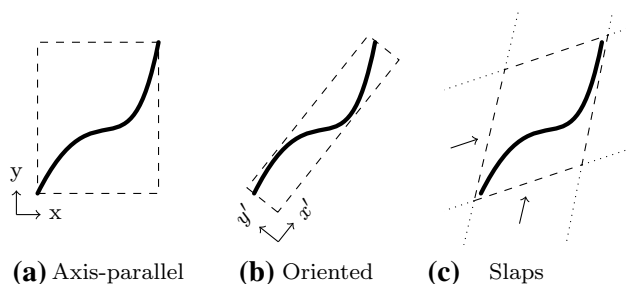 y
x
y′
x′
(a) Axis-parallel
(b) Oriented
(c) Slaps